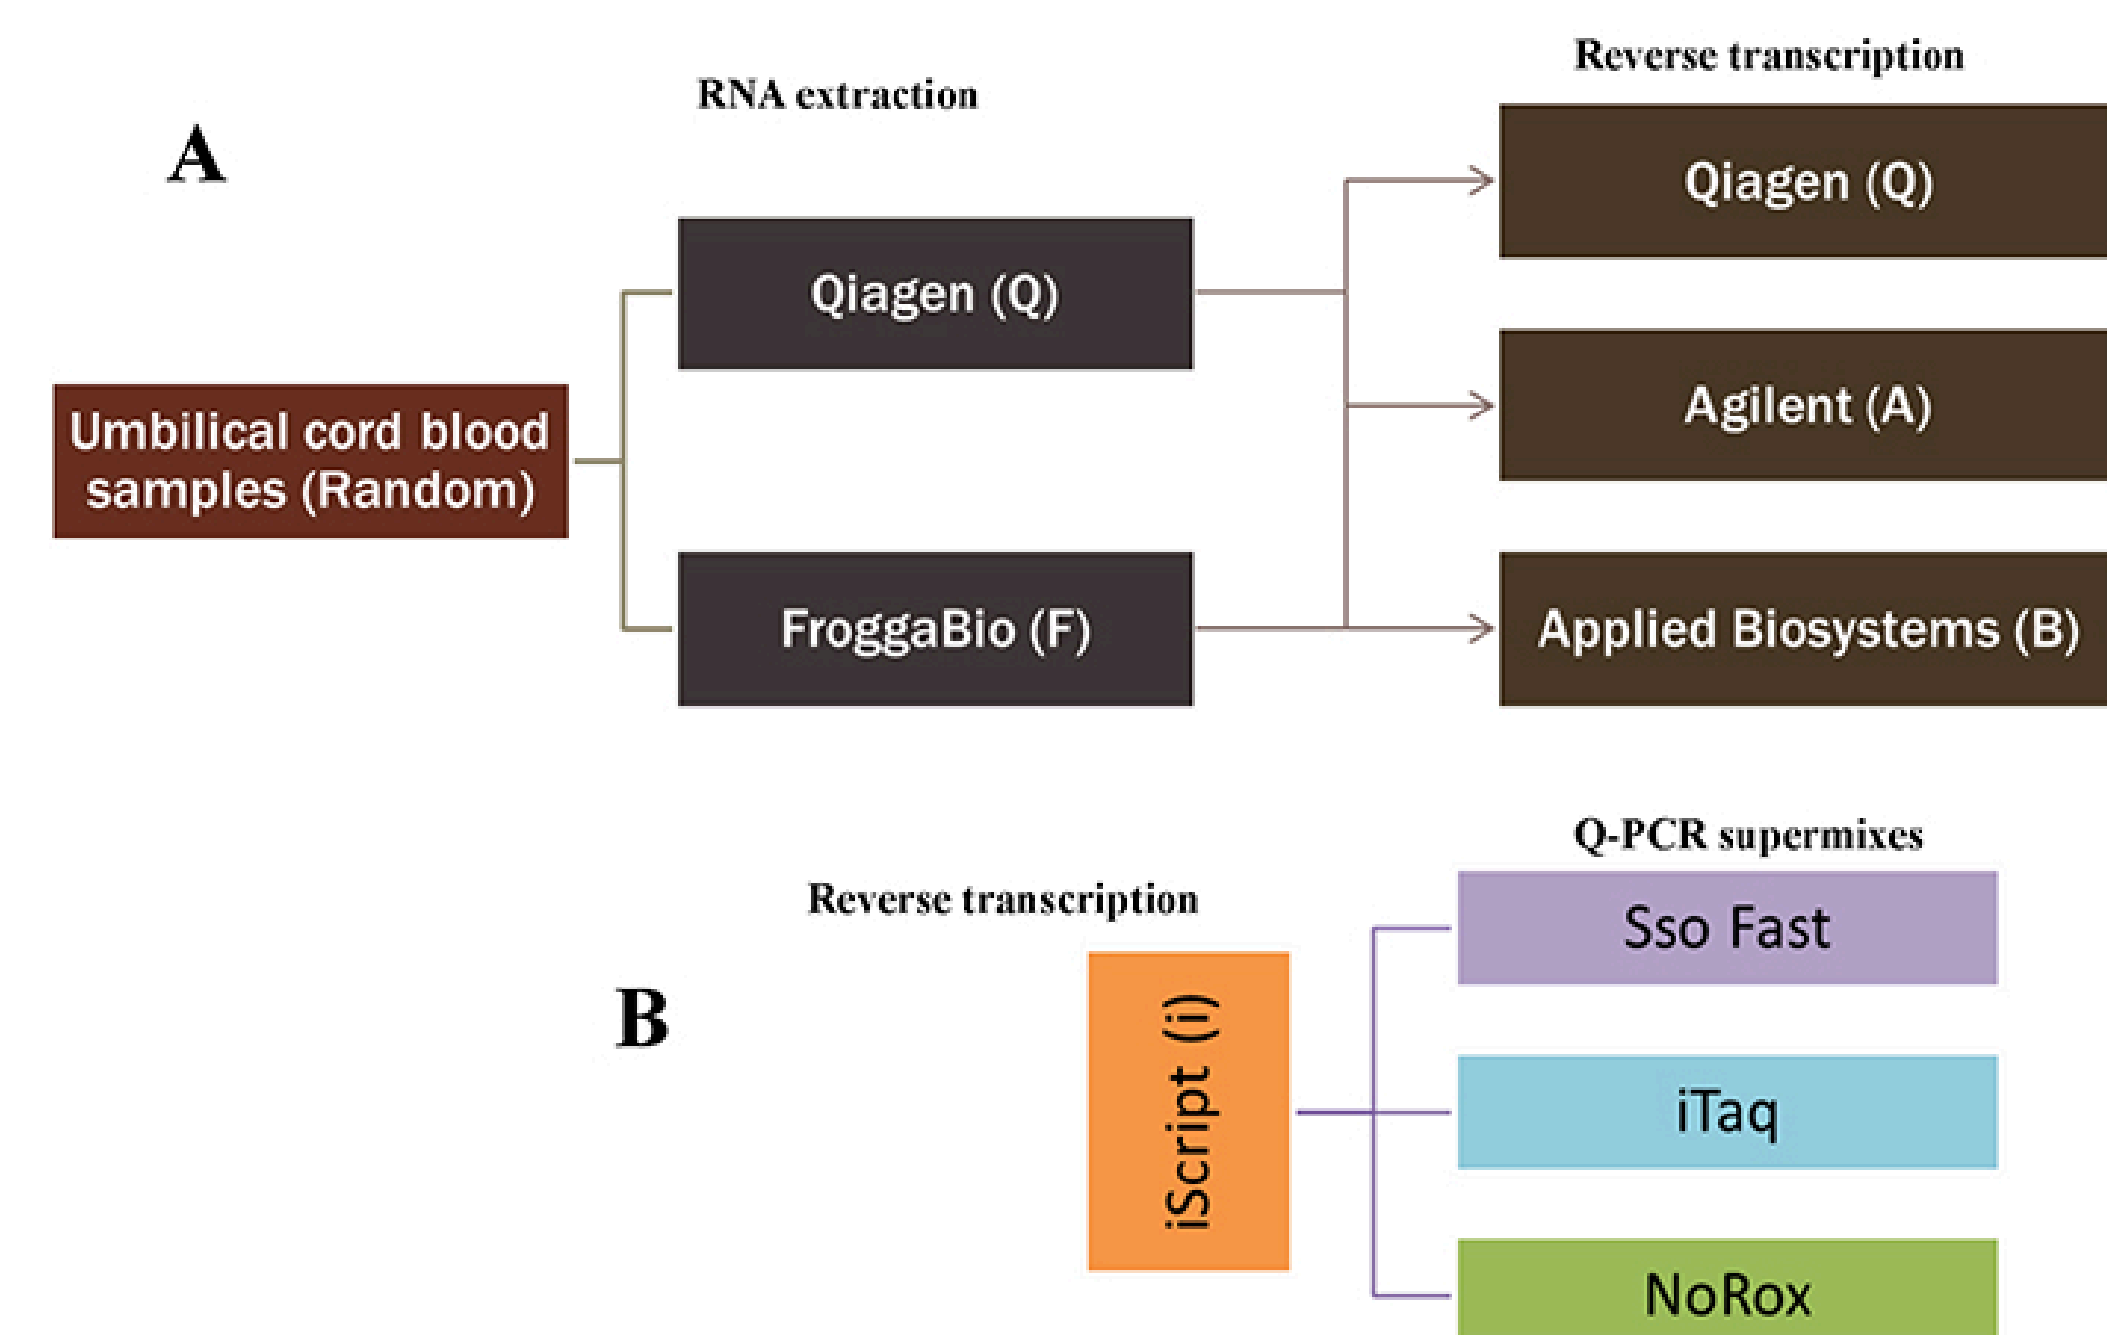 A
RNA extraction
Reverse transcription
Umbilical cord blood
samples (Random)
Qiagen (Q)
FroggaBio (F)
Qiagen (Q)
Agilent (A)
Applied Biosystems (B)
B
Reverse transcription
iScript (i)
Q-PCR supermixes
Sso Fast
iTaq
NoRox